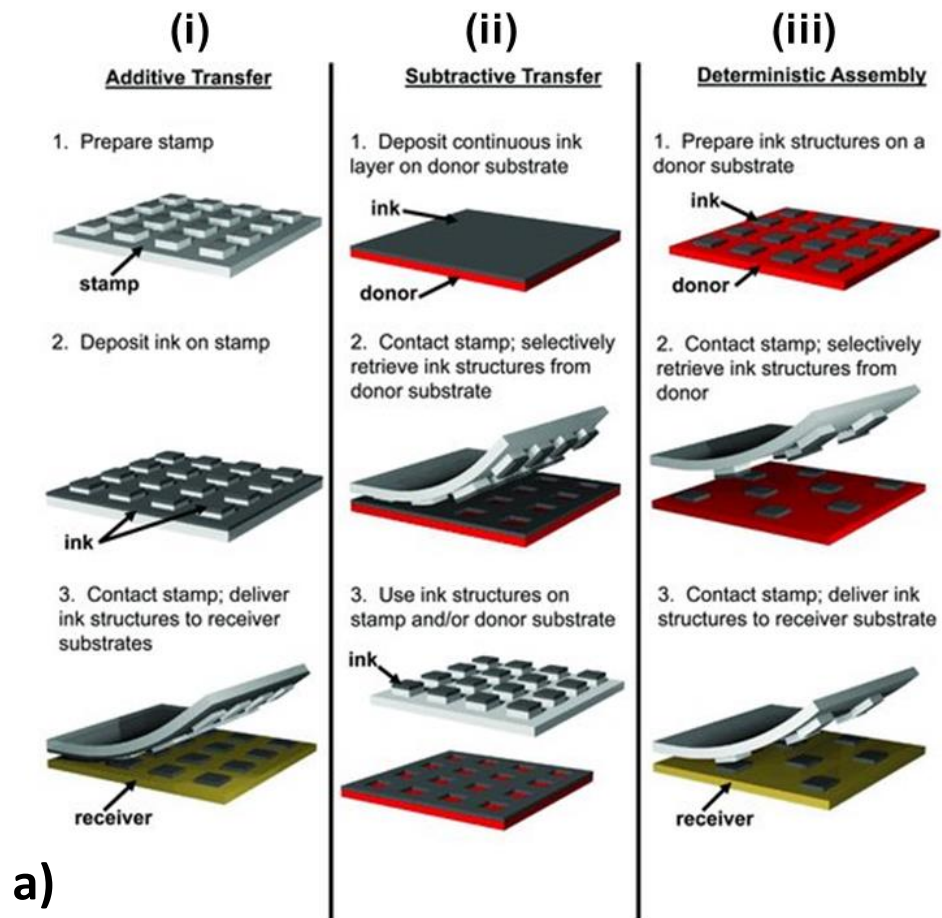 (i)
Additive Transfer
1. Prepare stamp
stamp
2. Deposit ink on stamp
ink
3. Contact stamp; deliver
ink structures to receiver
substrates
receiver
(ii)
Subtractive Transfer
1. Deposit continuous ink
layer on donor substrate
ink
donor
2. Contact stamp; selectively
retrieve ink structures from
donor substrate
3. Use ink structures on
stamp and/or donor substrate
ink
(iii)
Deterministic Assembly
1. Prepare ink structures on a
donor substrate
ink
donor
2. Contact stamp; selectively
retrieve ink structures from
donor
3. Contact stamp; deliver ink
structures to receiver substrate
receiver
a)